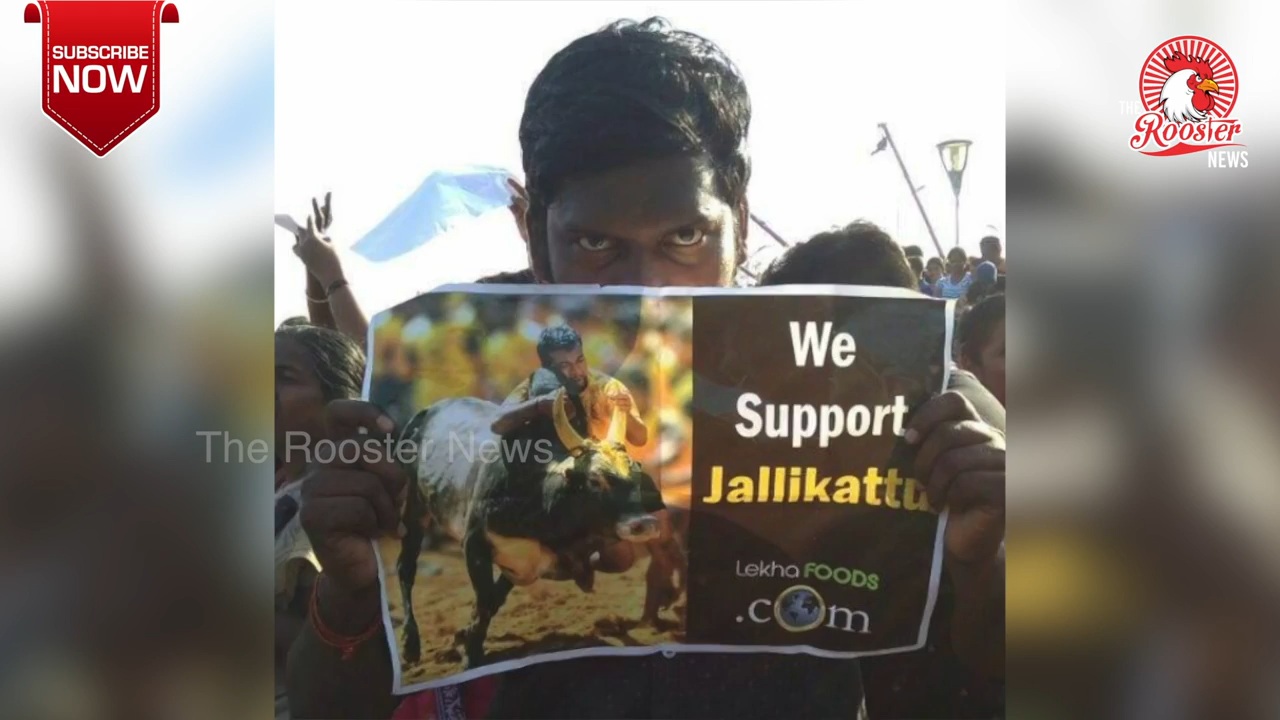 SUBSCRIBE
NOW
THE
Rooster
NEWS
The Rooster News
We
Support
Jallikattu
Lekha FOODS
.com